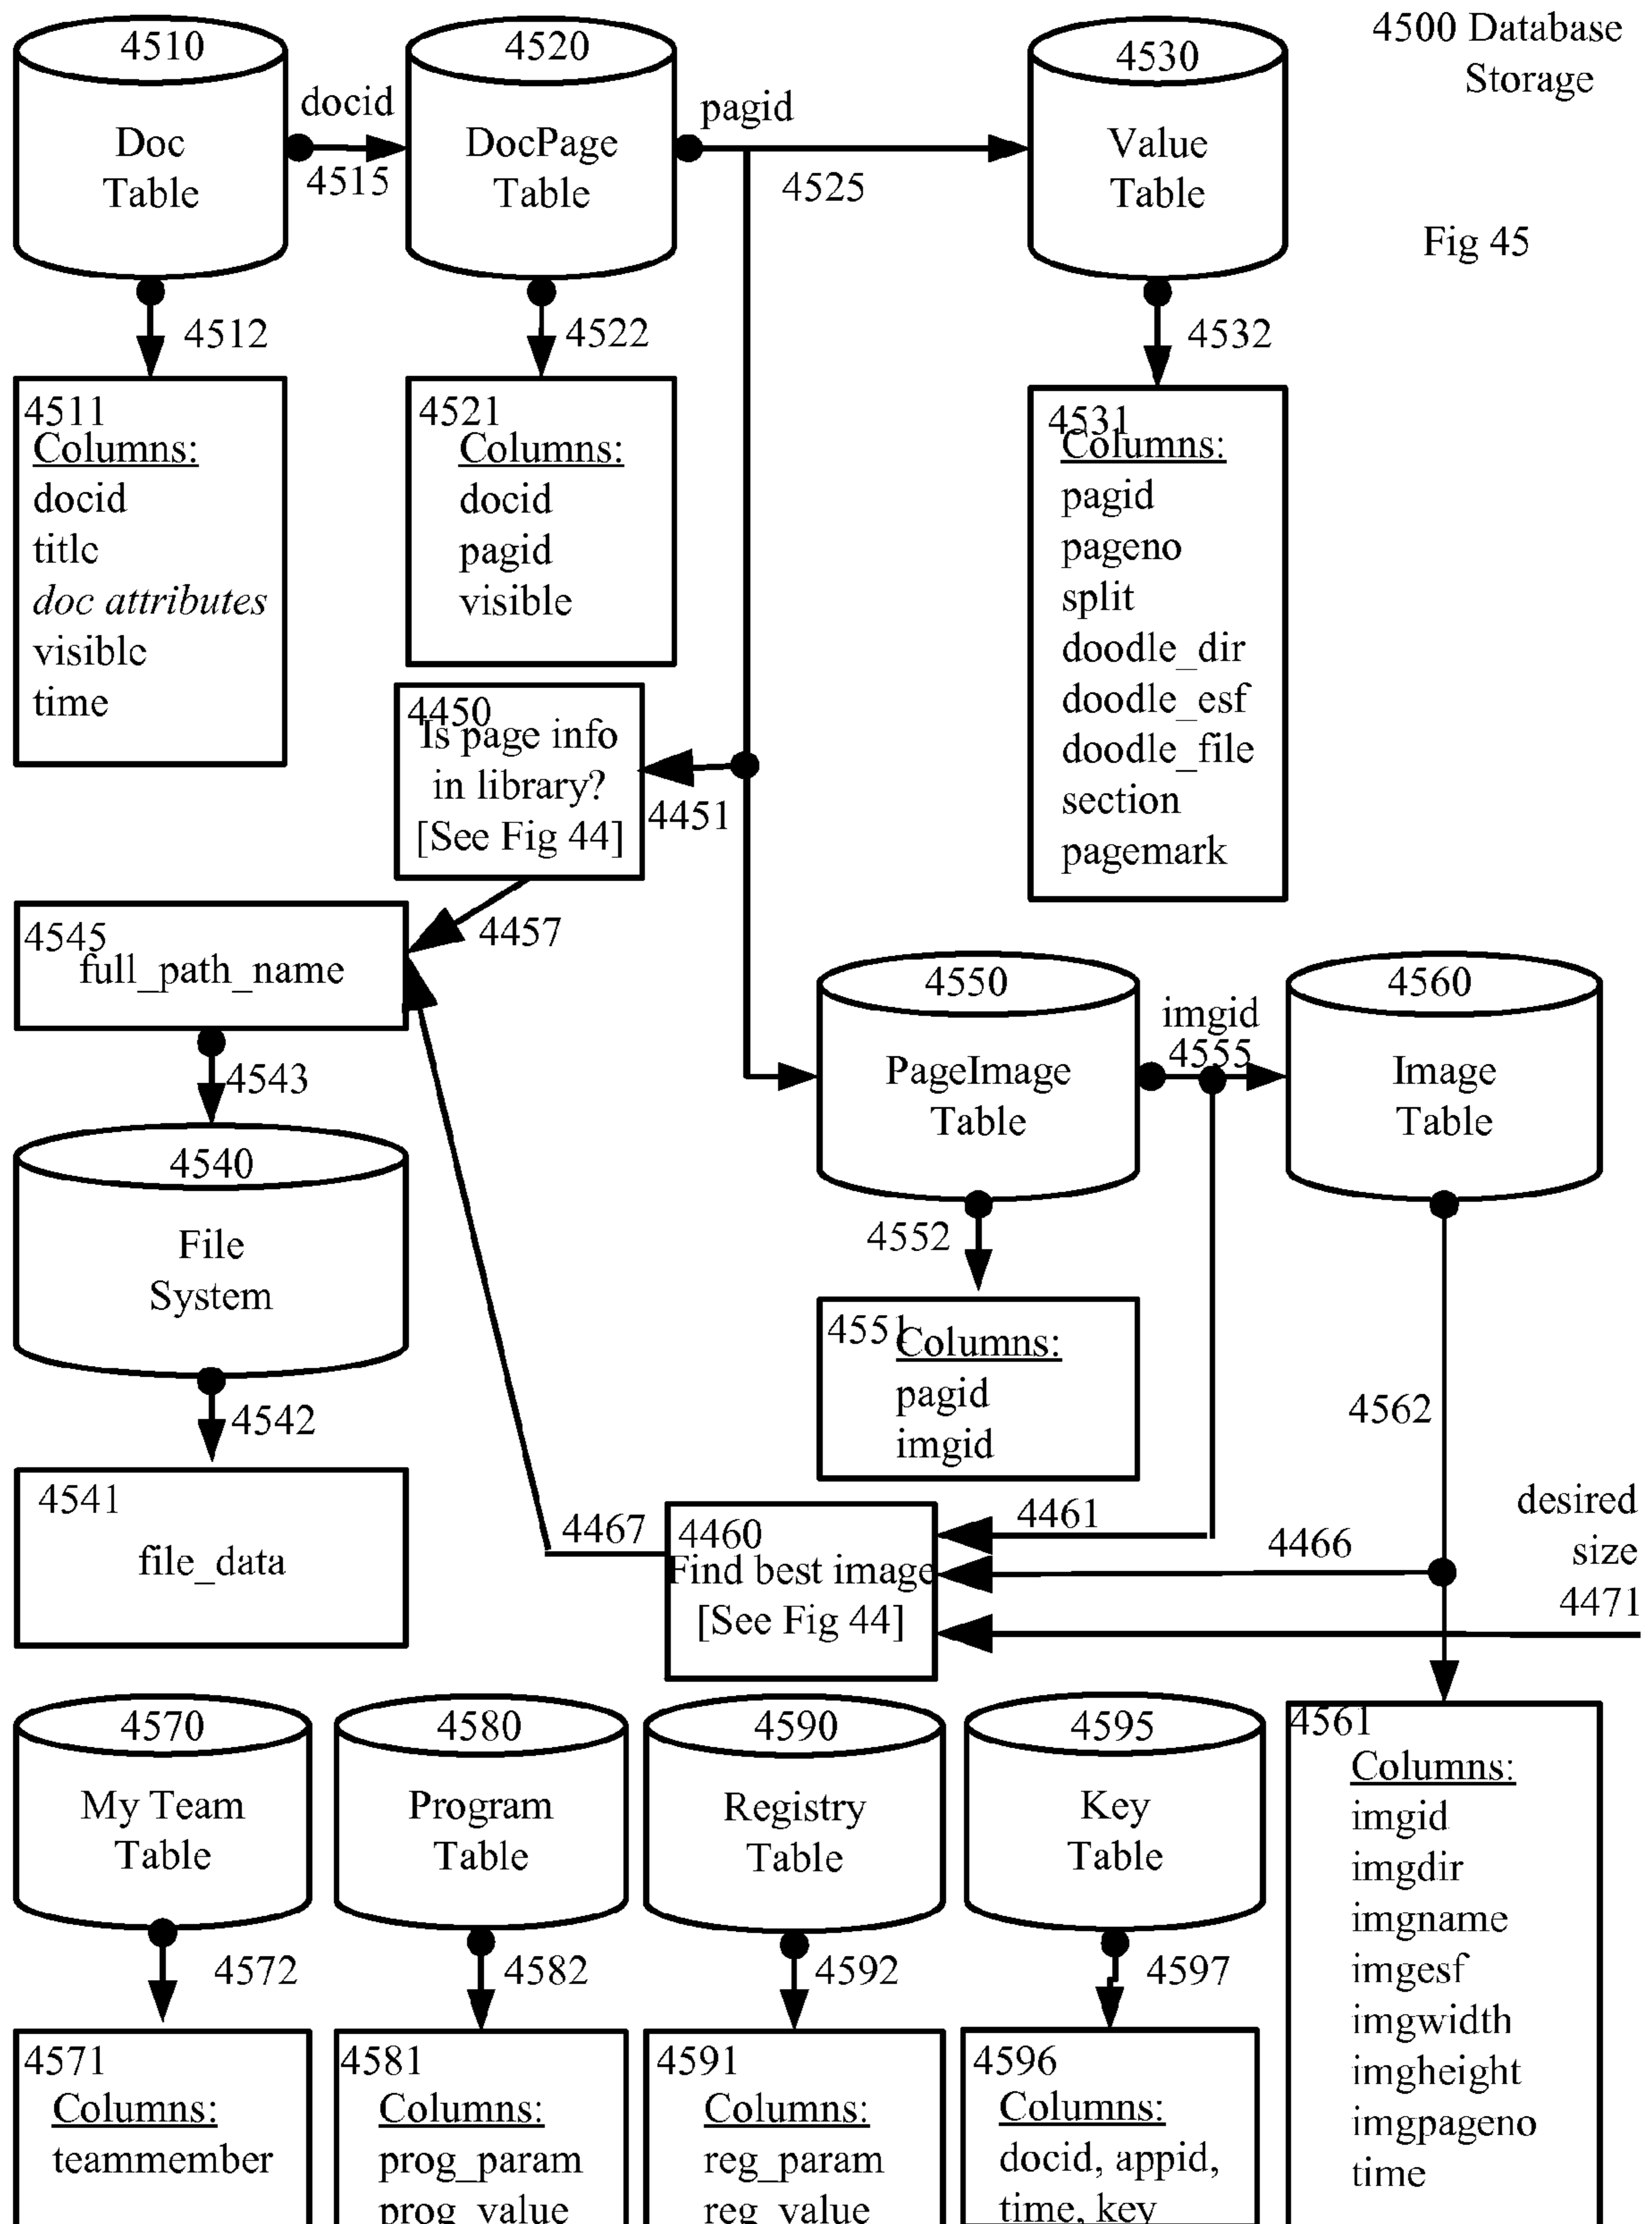 4500 Database
Storage
Fig 45
4510
Doc
Table
docid
4515
4520
DocPage
Table
pagid
4525
4530
Value
Table
4512
4522
4532
4511
Columns:
docid
title
doc attributes
visible
time
4521
Columns:
docid
pagid
visible
4531
Columns:
pagid
pageno
split
doodle_dir
doodle_esf
doodle_file
section
pagemark
4450
Is page info
in library?
[See Fig 44]
4451
4457
4545
full_path_name
4543
4540
File
System
4542
4541
file_data
4550
PageImage
Table
imgid
4555
4560
Image
Table
4552
4551
Columns:
pagid
imgid
4562
4467
4460
Find best image
[See Fig 44]
4461
4466
desired
size
4471
4570
My Team
Table
4580
Program
Table
4590
Registry
Table
4595
Key
Table
4572
4582
4592
4597
4571
Columns:
teammember
4581
Columns:
prog_param
prog_value
4591
Columns:
reg_param
reg_value
4596
Columns:
docid, appid,
time, key
4561
Columns:
imgid
imgdir
imgname
imgesf
imgwidth
imgheight
imgpageno
time